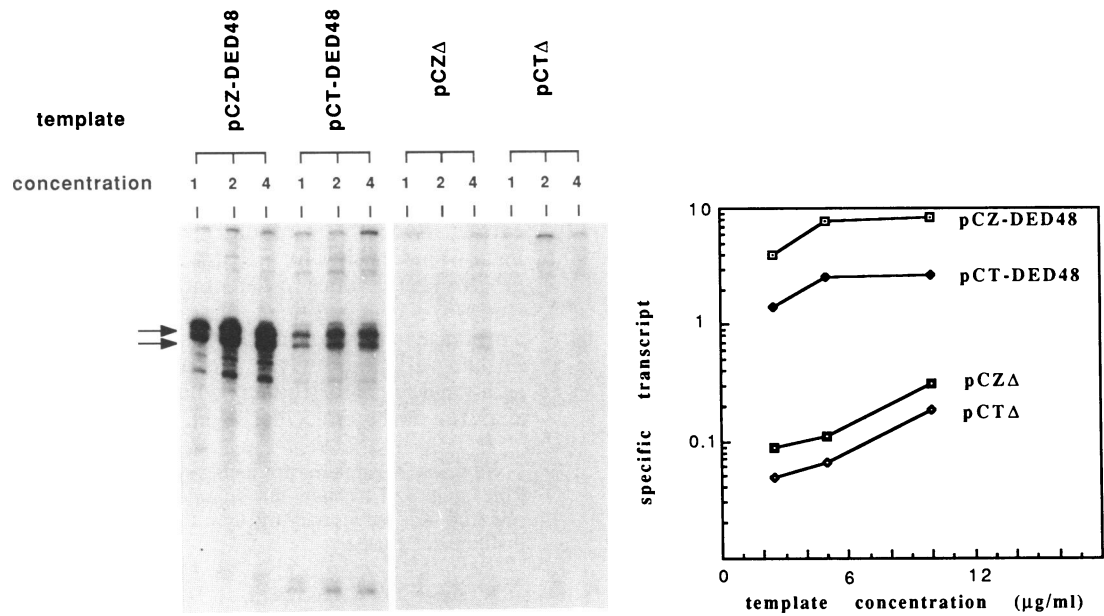 pCZ-DED48
pCT-DED48
pCZΔ
pCTΔ
template
concentration 1 2 4 1 2 4 1 2 4 1 2 4
10
1
0.1
specific transcript
pCZ-DED48
pCT-DED48
pCZΔ
pCTΔ
0 6 12
template concentration (μg/ml)